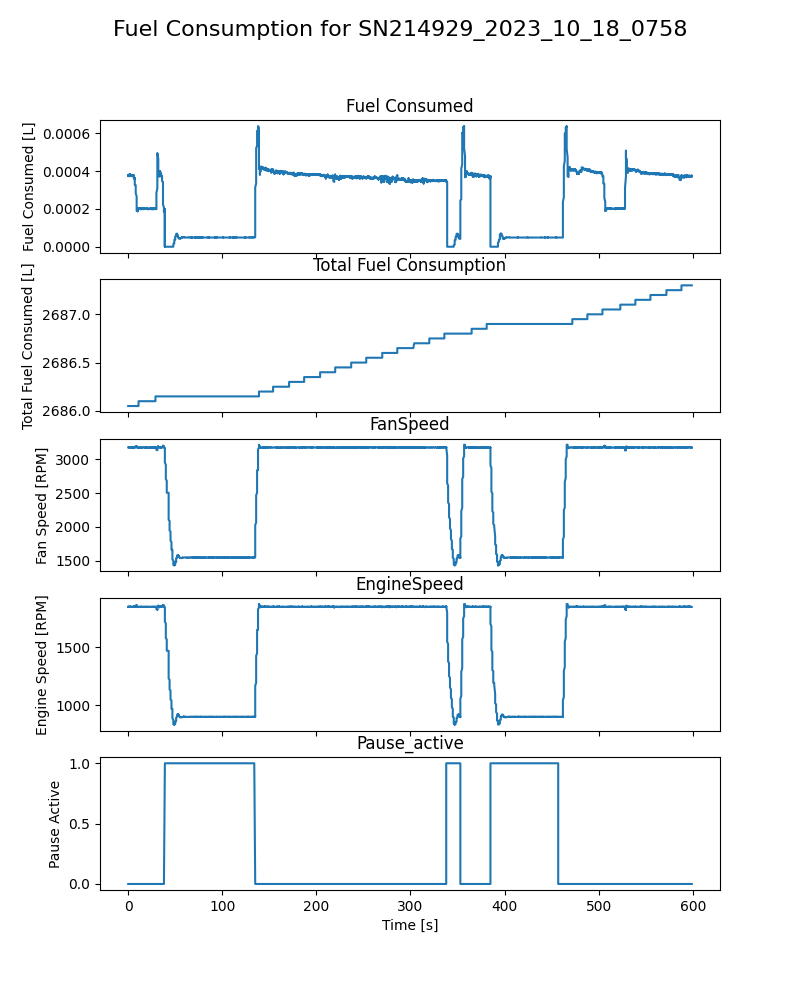 Fuel Consumption for SN214929_2023_10_18_0758
Fuel Consumed
Fuel Consumed [L]
0.0006
0.0004
0.0002
0.0000
Total Fuel Consumption
Total Fuel Consumed [L]
2687.0
2686.5
2686.0
FanSpeed
Fan Speed [RPM]
3000
2500
2000
1500
EngineSpeed
Engine Speed [RPM]
1500
1000
Pause_active
Pause Active
1.0
0.5
0.0
0 100 200 300 400 500 600
Time [s]